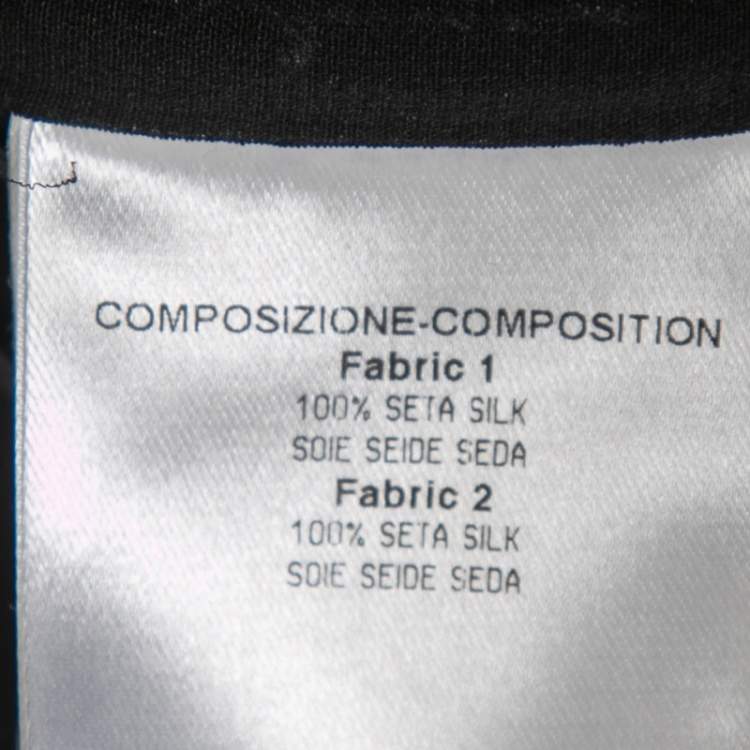 COMPOSIZIONE-COMPOSITION
Fabric 1
100% SETA SILK
SOIE SEIDE SEDA
Fabric 2
100% SETA SILK
SOIE SEIDE SEDA